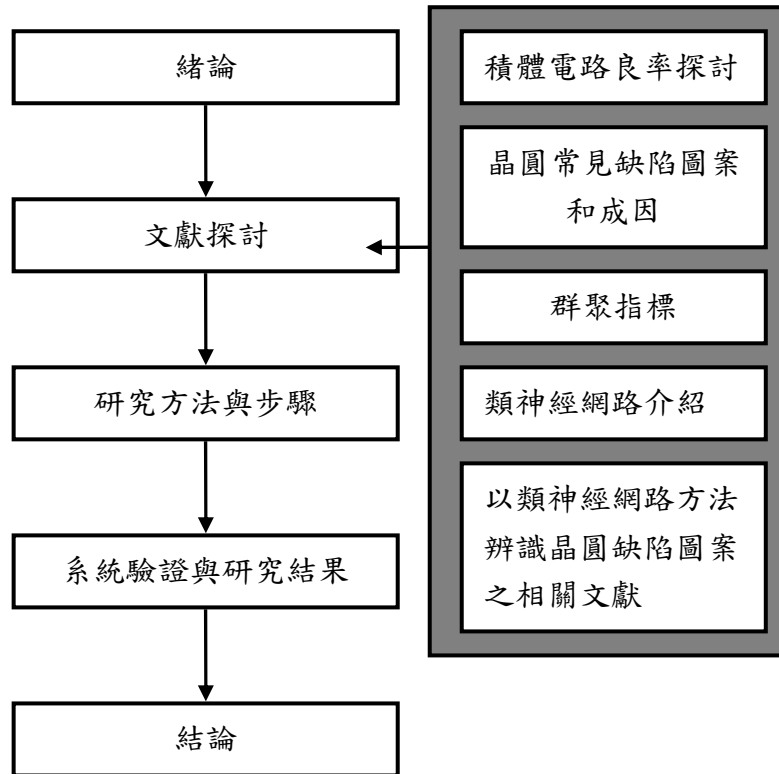 緒論
文獻探討
研究方法與步驟
系統驗證與研究結果
結論
積體電路良率探討
晶圓常見缺陷圖案
和成因
群聚指標
類神經網路介紹
以類神經網路方法
辨識晶圓缺陷圖案
之相關文獻